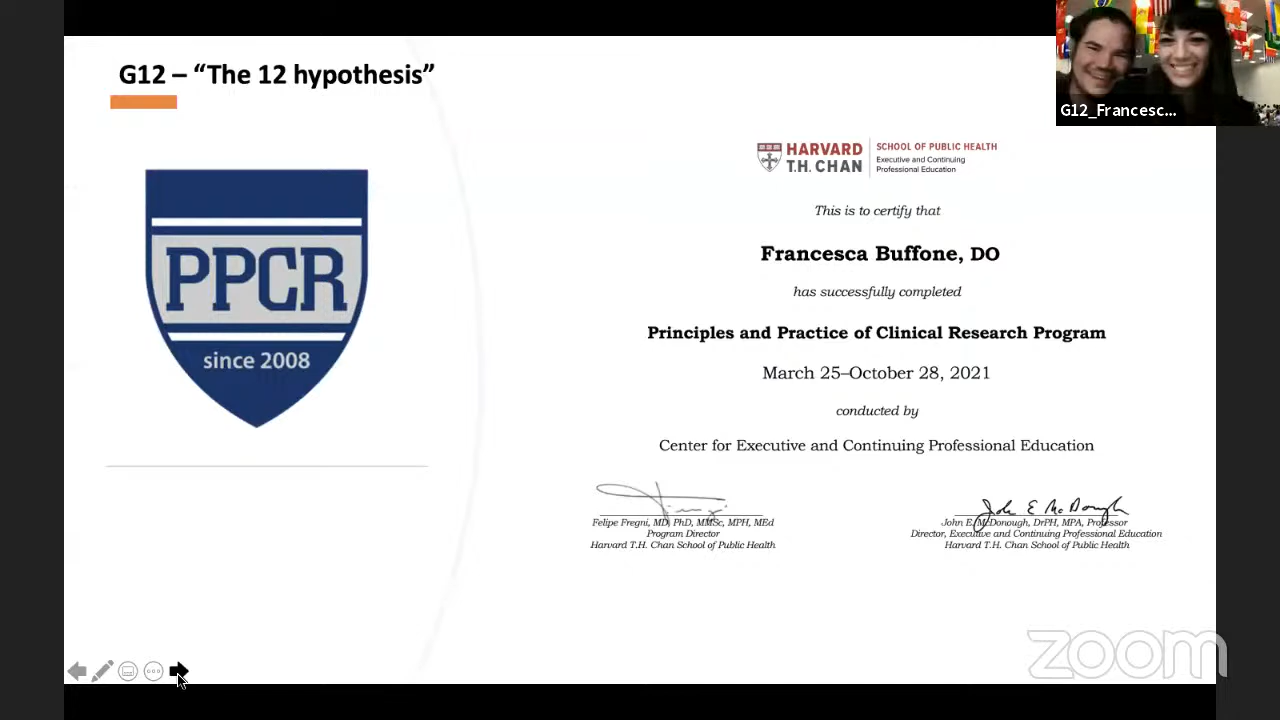 G12 – “The 12 hypothesis”
G12_Francesc...
PPCR
since 2008
HARVARD
T.H. CHAN
SCHOOL OF PUBLIC HEALTH
Executive and Continuing
Professional Education
This is to certify that
Francesca Buffone, DO
has successfully completed
Principles and Practice of Clinical Research Program
March 25–October 28, 2021
conducted by
Center for Executive and Continuing Professional Education
Felipe Fregni, MD, PhD, MMSc, MPH, MEd
Program Director
Harvard T.H. Chan School of Public Health
John E McDonough
John E. McDonough, DrPH, MPA, Professor
Director, Executive and Continuing Professional Education
Harvard T.H. Chan School of Public Health
zoom